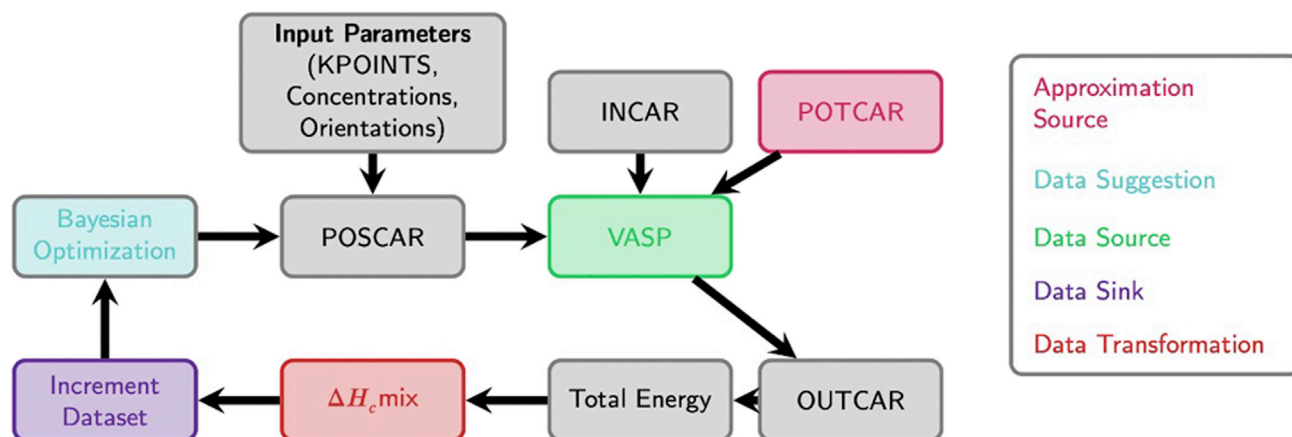 Input Parameters
(KPOINTS,
Concentrations,
Orientations)
INCAR
POTCAR
Bayesian
Optimization
POSCAR
VASP
Increment
Dataset
ΔH_c mix
Total Energy
OUTCAR
Approximation
Source
Data Suggestion
Data Source
Data Sink
Data Transformation